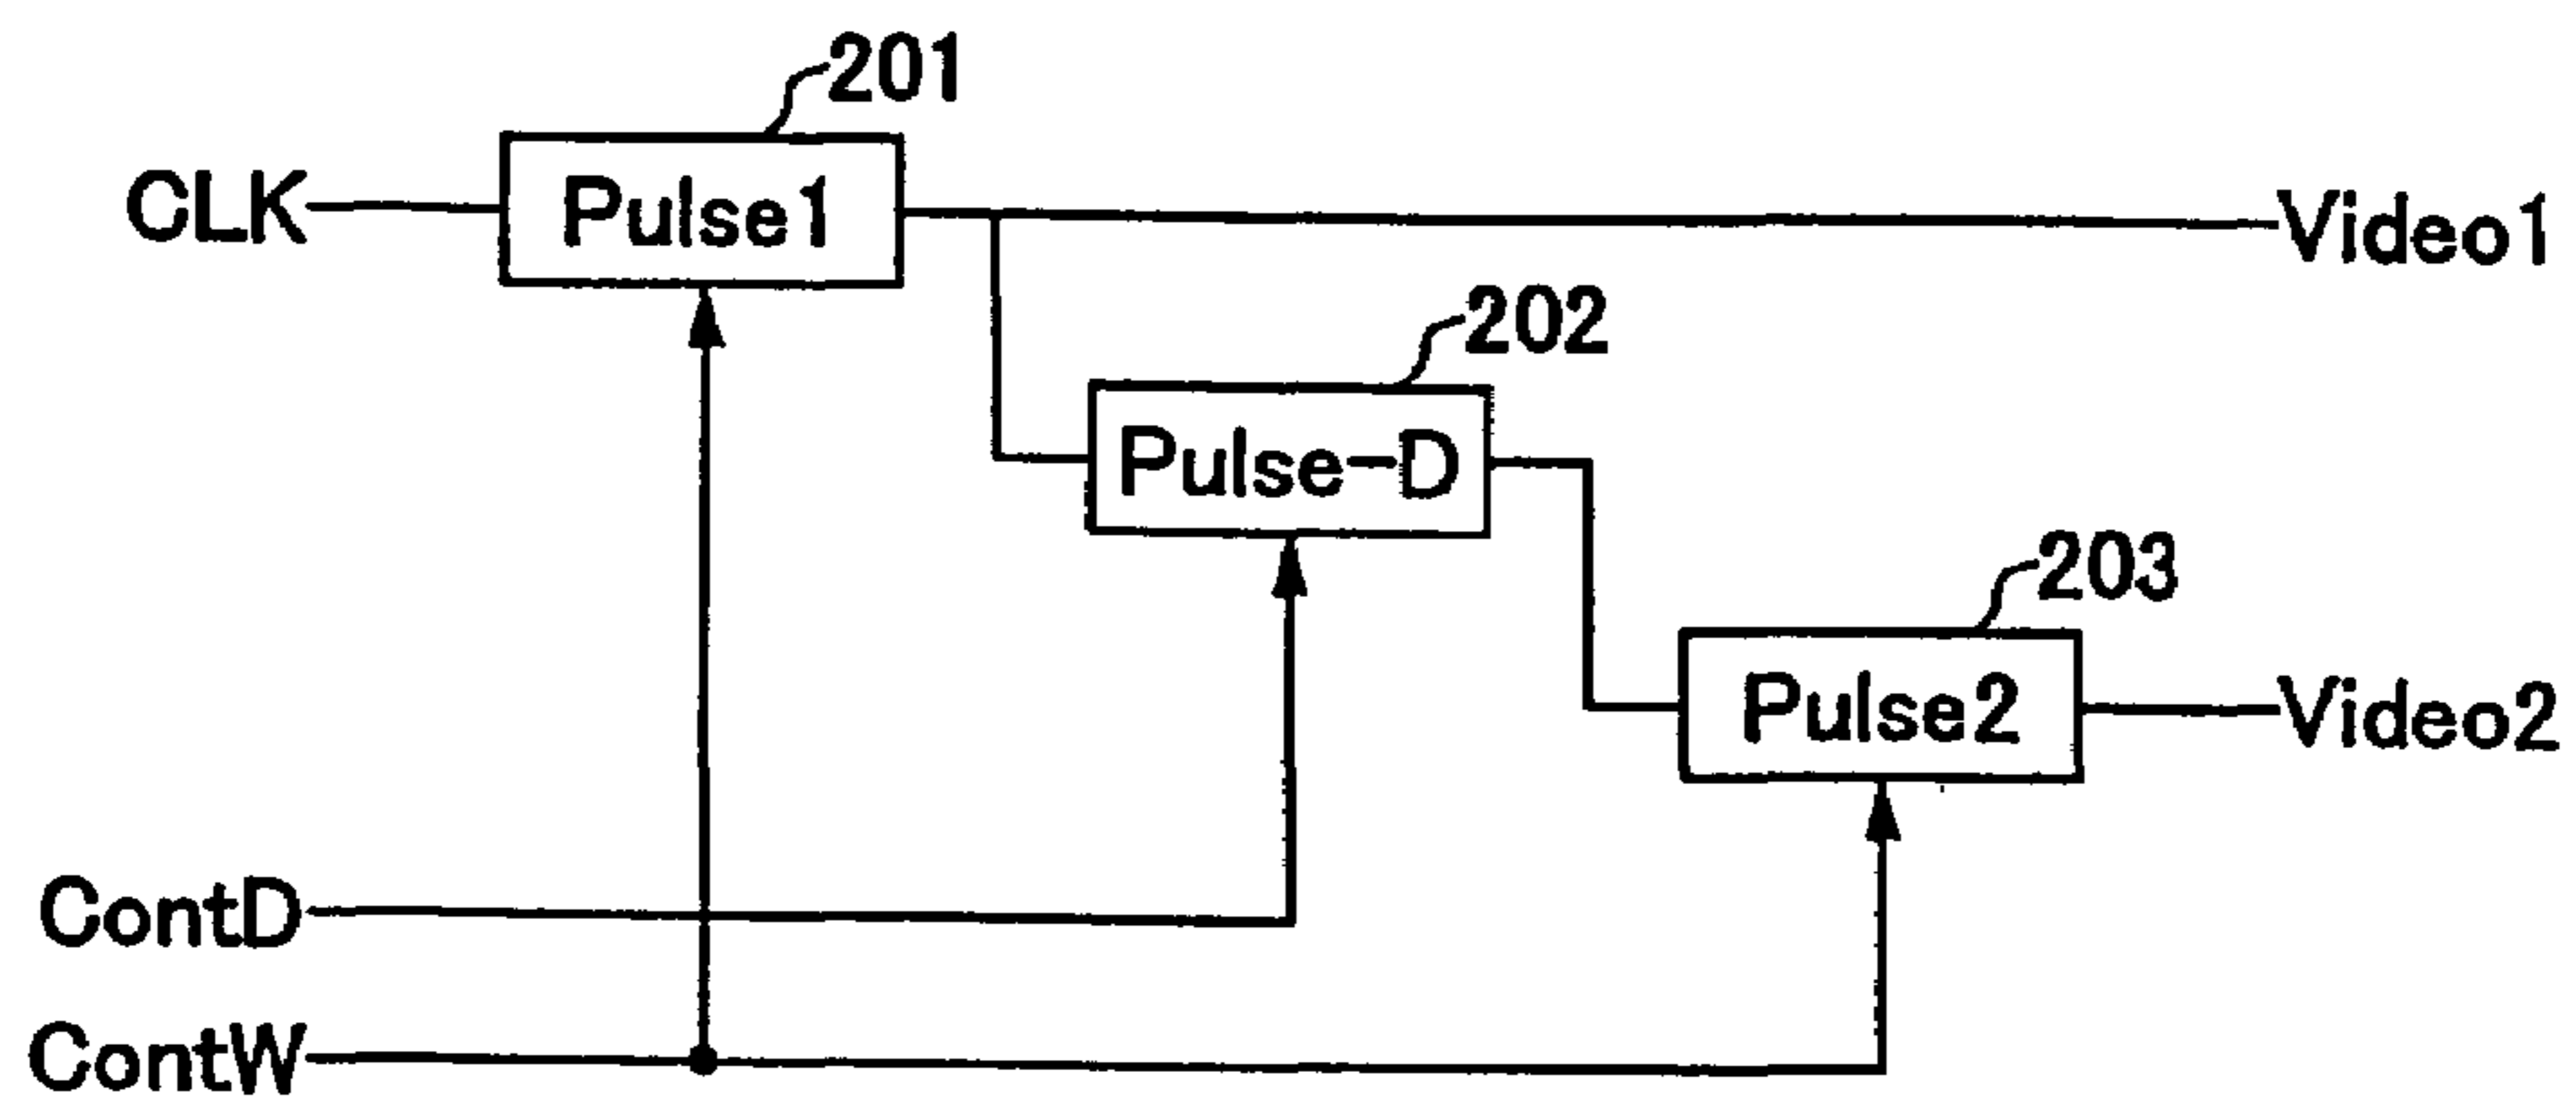 201
CLK
Pulse1
Video1
202
Pulse-D
203
Pulse2
Video2
ContD
ContW